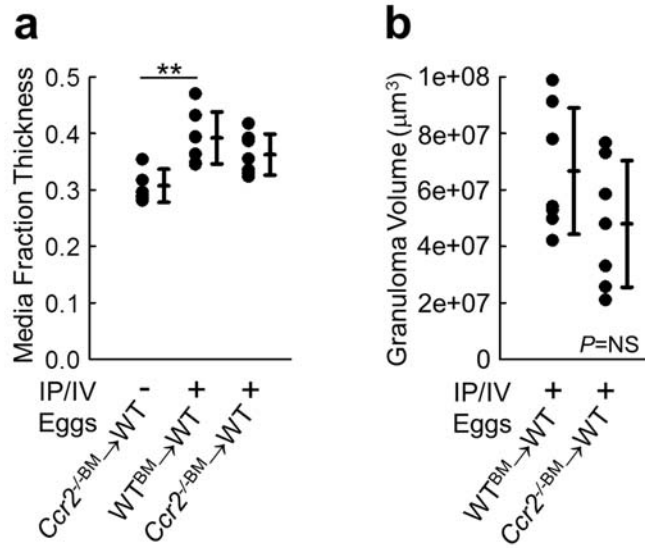 a
**
Media Fraction Thickness
0.5
0.4
0.3
0.2
0.1
0.0
IP/IV - + +
Eggs
Ccr2-/-BM→WT
WTBM→WT
Ccr2-/-BM→WT
b
Granuloma Volume (μm3)
1e+08
8e+07
6e+07
4e+07
2e+07
0
P=NS
IP/IV + +
Eggs
WTBM→WT
Ccr2-/-BM→WT